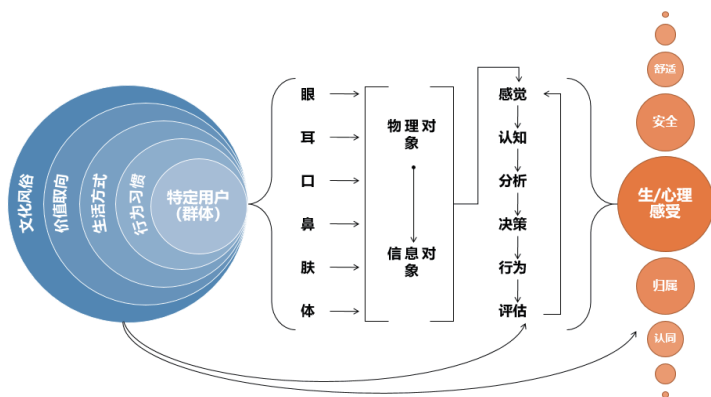 文化风俗
价值取向
生活方式
行为习惯
特定用户
(群体)
眼
耳
口
鼻
肤
体
物理对
象
信息对
象
感觉
认知
分析
决策
行为
评估
舒适
安全
生/心理
感受
归属
认同